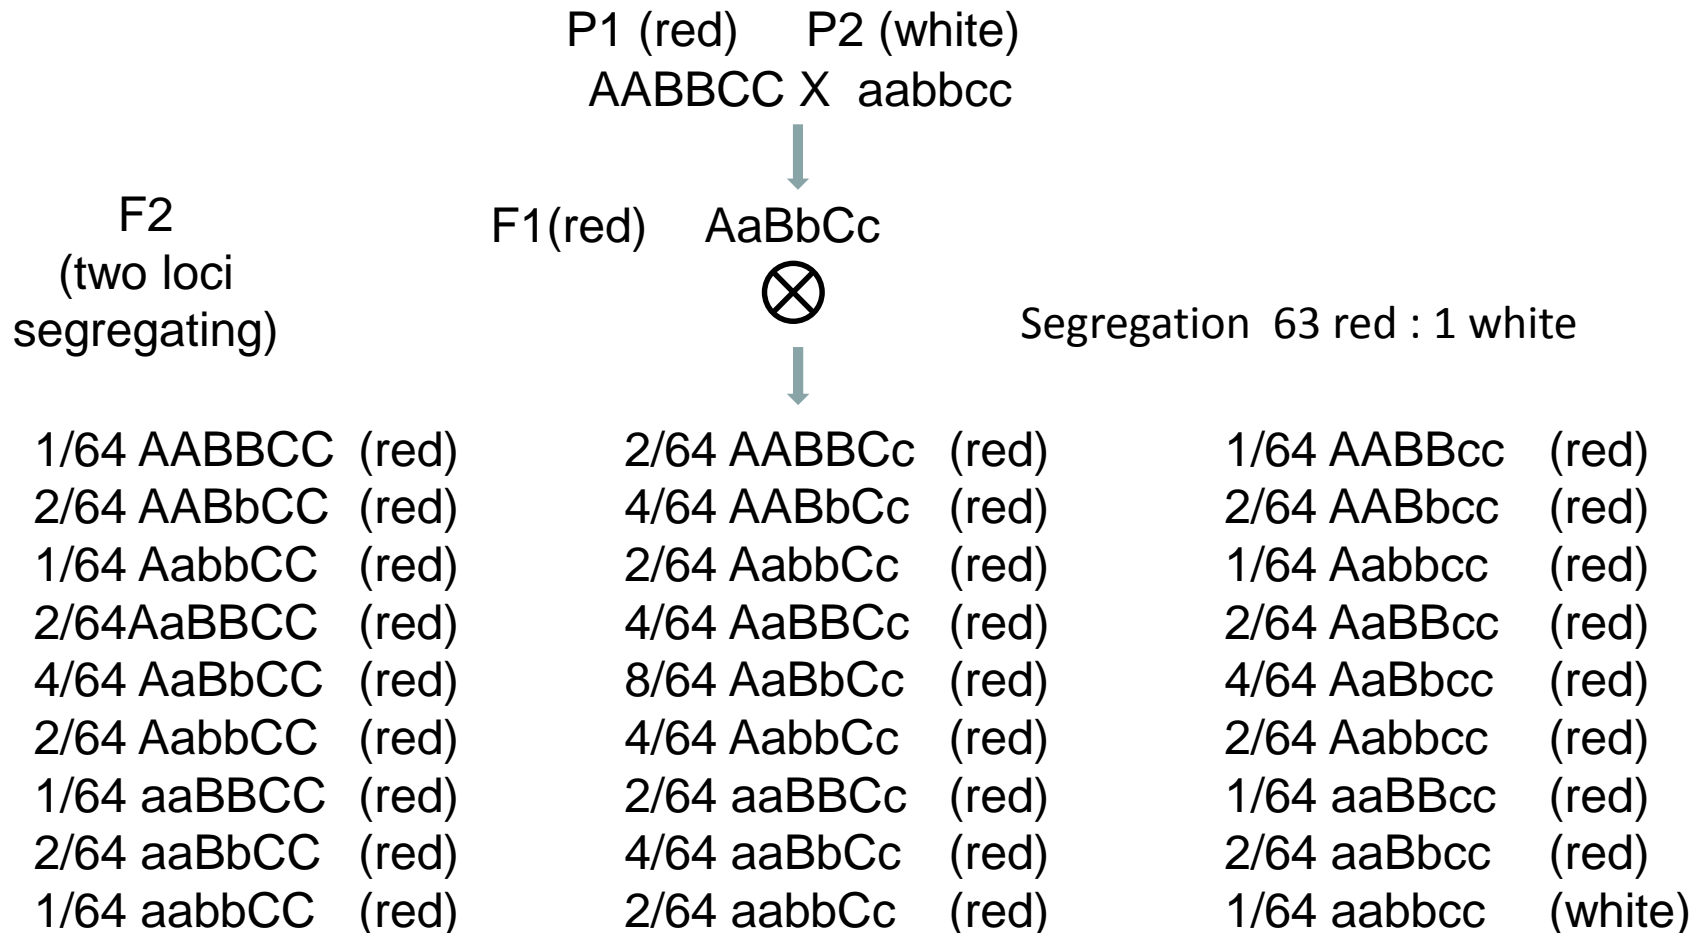 P1 (red) P2 (white)
AABBCC X aabbcc
F2
(two loci
segregating)
F1(red) AaBbCc
Segregation 63 red : 1 white
1/64 AABBCC (red) 2/64 AABBCc (red) 1/64 AABBcc (red)
2/64 AABbCC (red) 4/64 AABbCc (red) 2/64 AABbcc (red)
1/64 AabbCC (red) 2/64 AabbCc (red) 1/64 Aabbcc (red)
2/64AaBBCC (red) 4/64 AaBBCc (red) 2/64 AaBBcc (red)
4/64 AaBbCC (red) 8/64 AaBbCc (red) 4/64 AaBbcc (red)
2/64 AabbCC (red) 4/64 AabbCc (red) 2/64 Aabbcc (red)
1/64 aaBBCC (red) 2/64 aaBBCc (red) 1/64 aaBBcc (red)
2/64 aaBbCC (red) 4/64 aaBbCc (red) 2/64 aaBbcc (red)
1/64 aabbCC (red) 2/64 aabbCc (red) 1/64 aabbcc (white)